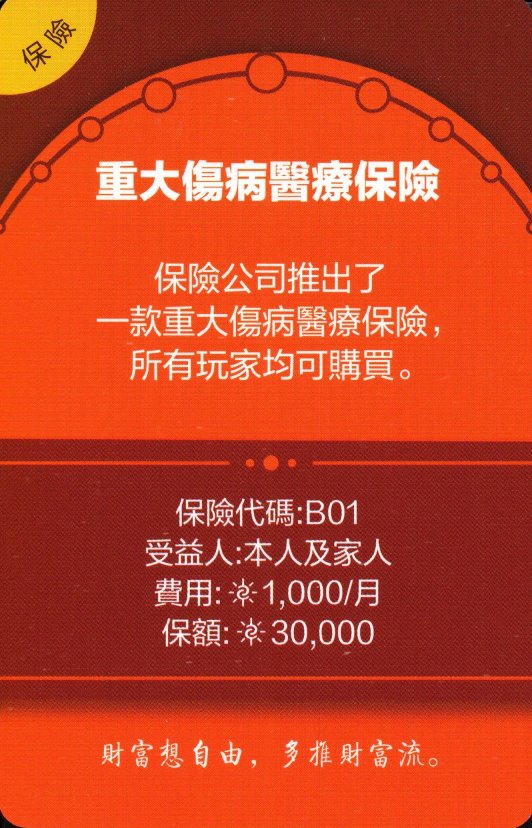 保險
重大傷病醫療保險
保險公司推出了
一款重大傷病醫療保險，
所有玩家均可購買。
保險代碼:B01
受益人:本人及家人
費用: 1,000/月
保額: 30,000
財富想自由，多推財富流。